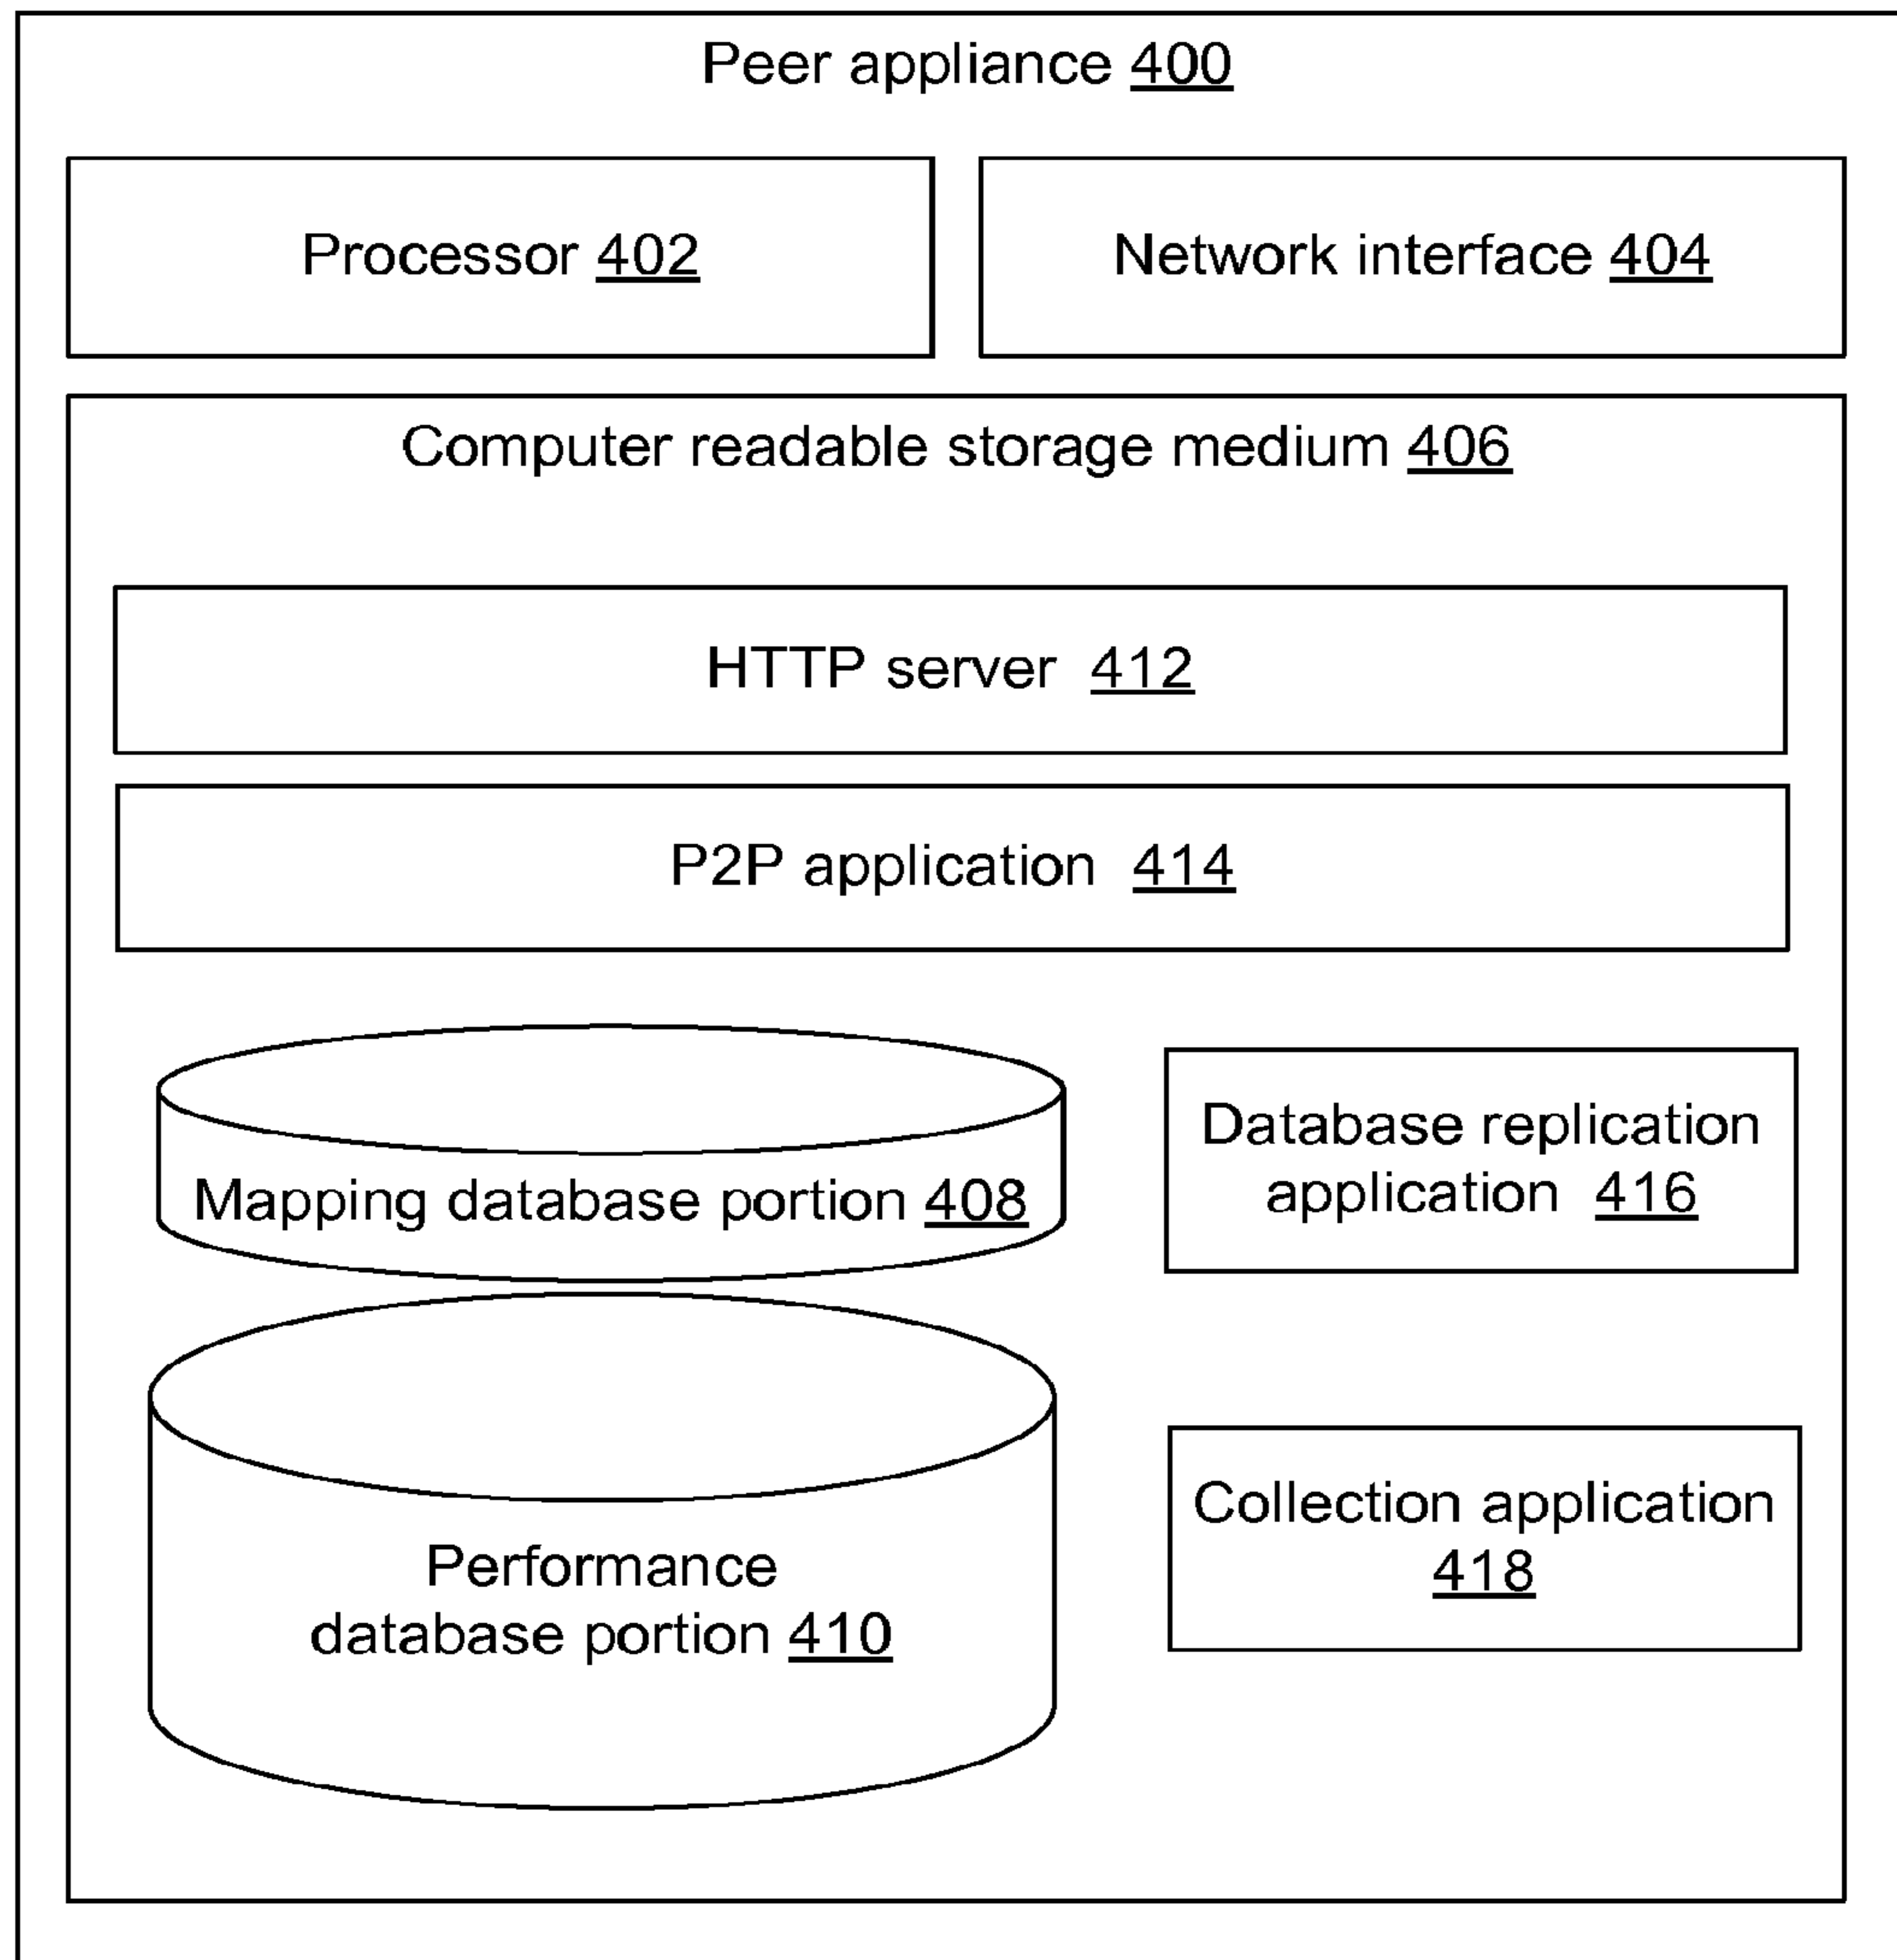 Peer appliance 400
Processor 402
Network interface 404
Computer readable storage medium 406
HTTP server 412
P2P application 414
Mapping database portion 408
Database replication
application 416
Performance
database portion 410
Collection application
418